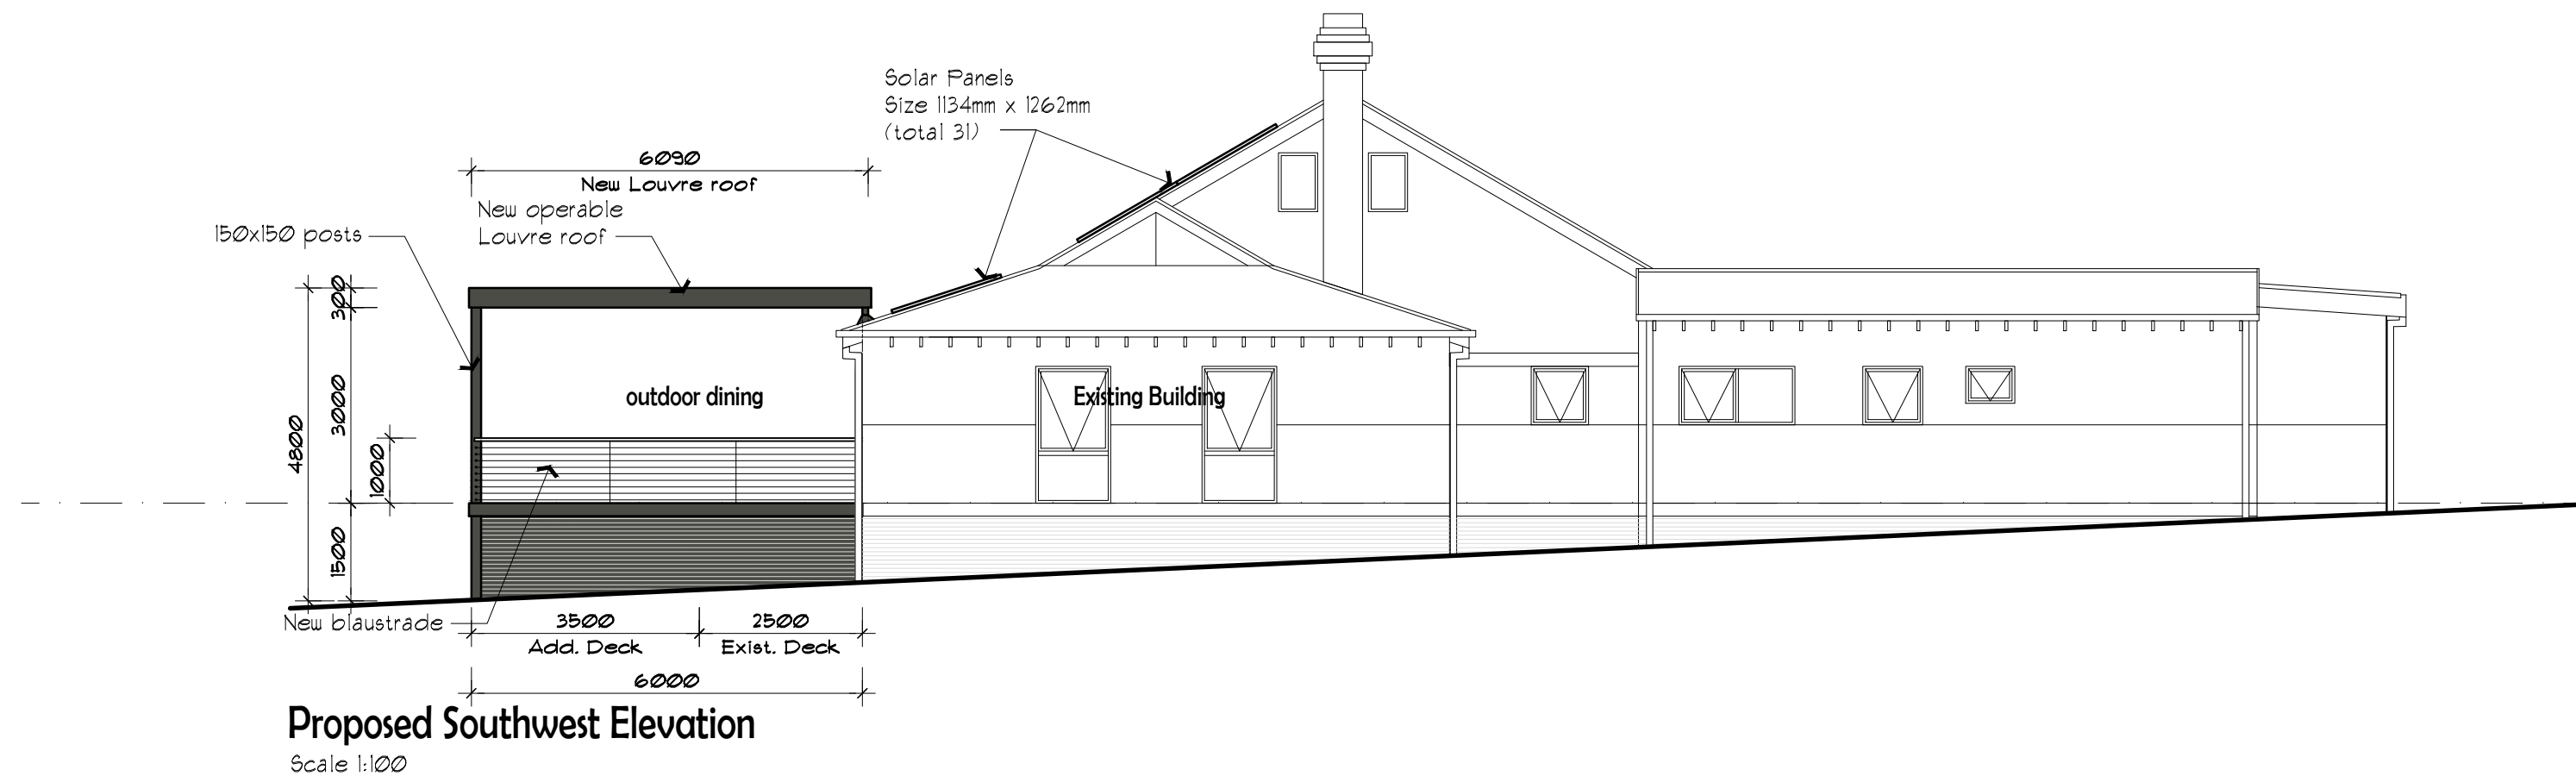 Solar Panels
Size 1134mm x 1262mm
(total 31)
6090
New Louvre roof
New operable
Louvre roof
150x150 posts
300
3000
4800
1000
1500
outdoor dining
Existing Building
New blaustrade
3500
2500
Add. Deck
Exist. Deck
6000
Proposed Southwest Elevation
Scale 1:100